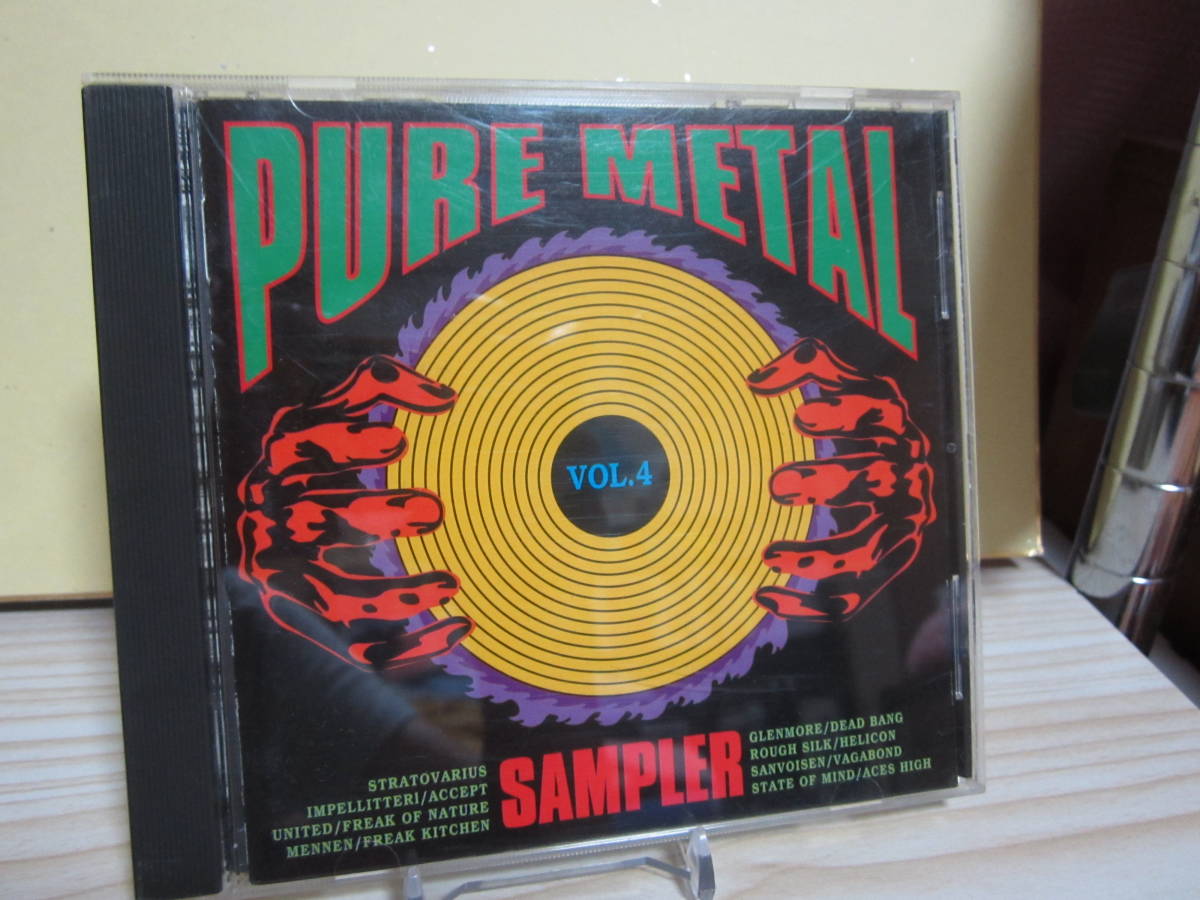 PURE METAL
VOL.4
SAMPLER
STRATOVARIUS
IMPELLITTERI/ACCEPT
UNITED/FREAK OF NATURE
MENNEN/FREAK KITCHEN
GLENMORE/DEAD BANG
ROUGH SILK/HELICON
SANVOISEN/VAGABOND
STATE OF MIND/ACES HIGH